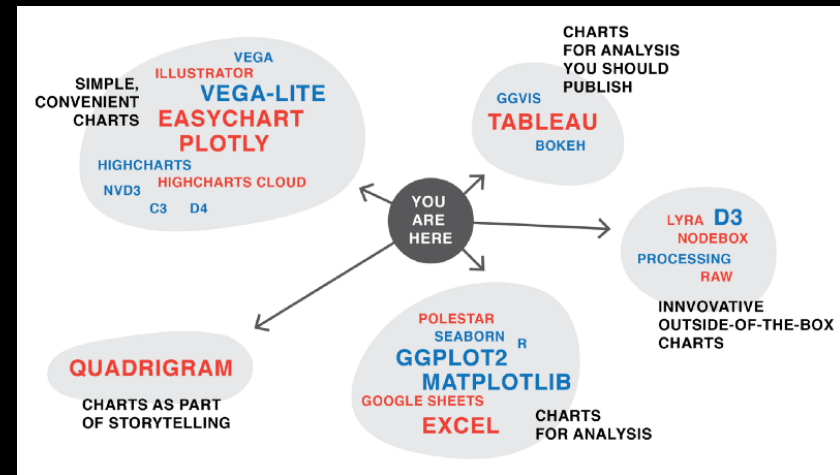 SIMPLE,
CONVENIENT
CHARTS
VEGA
ILLUSTRATOR
VEGA-LITE
EASYCHART
PLOTLY
HIGHCHARTS
HIGHCHARTS CLOUD
NVD3
C3 D4
CHARTS
FOR ANALYSIS
YOU SHOULD
PUBLISH
GGVIS
TABLEAU
BOKEH
YOU
ARE
HERE
LYRA D3
NODEBOX
PROCESSING
RAW
INNVOVATIVE
OUTSIDE-OF-THE-BOX
CHARTS
QUADRIGRAM
CHARTS AS PART
OF STORYTELLING
POLESTAR
SEABORN R
GGPLOT2
MATPLOTLIB
GOOGLE SHEETS
EXCEL
CHARTS
FOR ANALYSIS